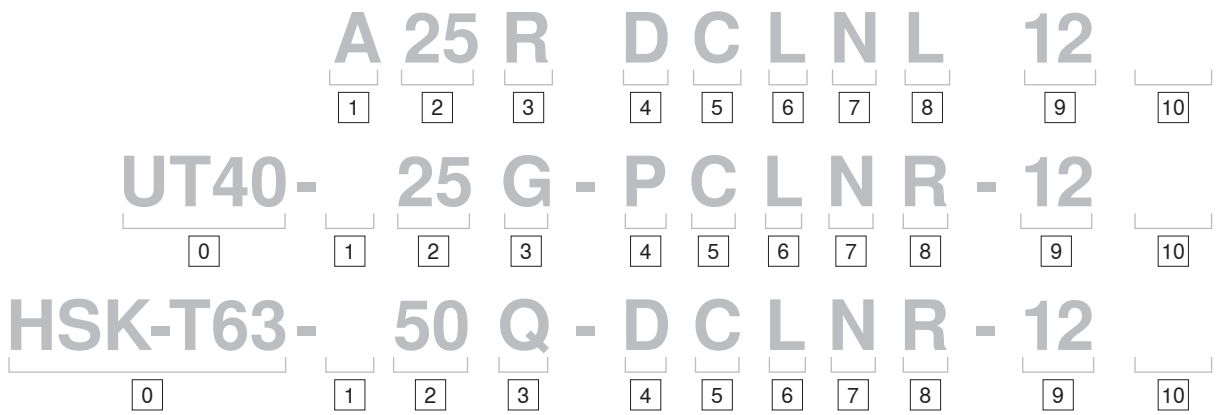 A 25 R D C L N L 12
1 2 3 4 5 6 7 8 9 10
UT40- 25 G - P C L N R - 12
0 1 2 3 4 5 6 7 8 9 10
HSK-T63- 50 Q - D C L N R - 12
0 1 2 3 4 5 6 7 8 9 10